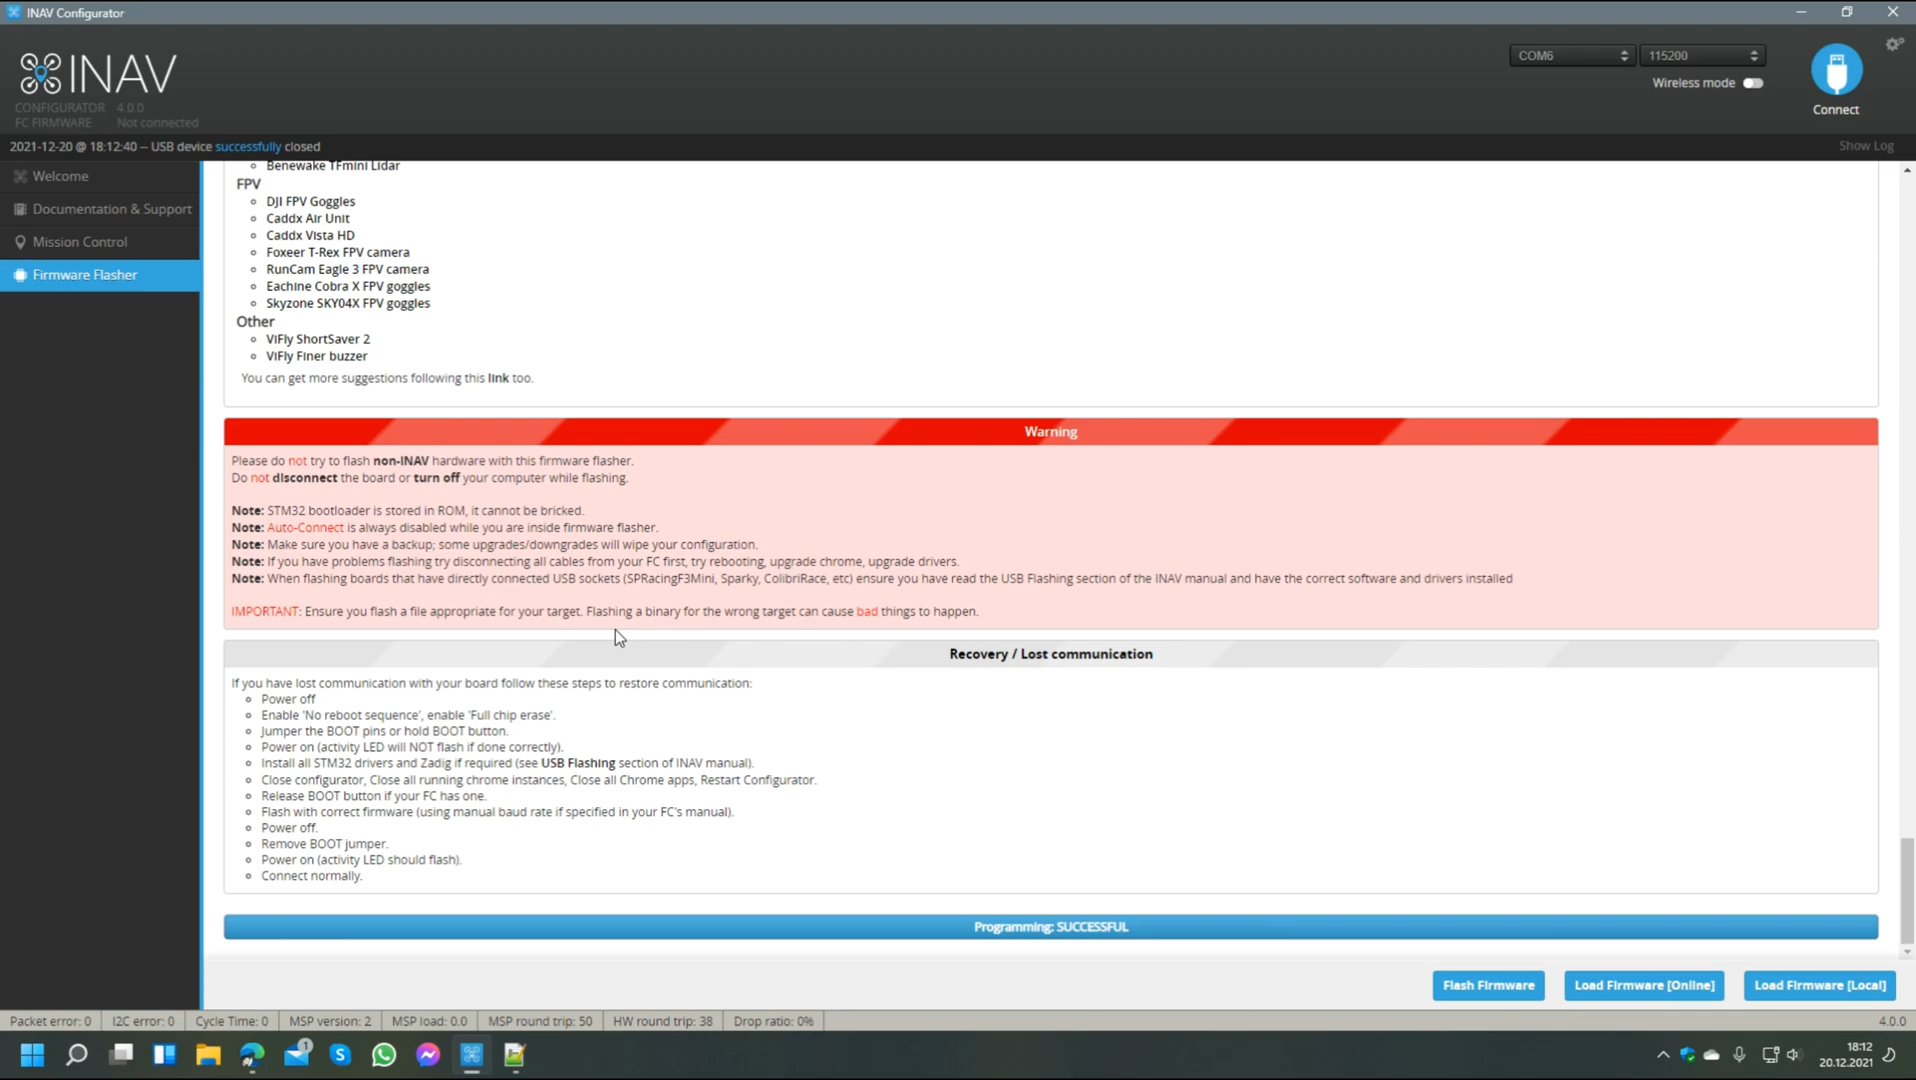 INAV Configurator
INAV
CONFIGURATOR 4.0.0
FC FIRMWARE Not connected
COM6
115200
Wireless mode
Connect
2021-12-20 @ 18:12:40 -- USB device successfully closed
Show Log
Welcome
Documentation & Support
Mission Control
Firmware Flasher
Benewake TFmini Lidar
FPV
DJI FPV Goggles
Caddx Air Unit
Caddx Vista HD
Foxeer T-Rex FPV camera
RunCam Eagle 3 FPV camera
Eachine Cobra X FPV goggles
Skyzone SKY04X FPV goggles
Other
ViFly ShortSaver 2
ViFly Finer buzzer
You can get more suggestions following this link too.
Warning
Please do not try to flash non-INAV hardware with this firmware flasher.
Do not disconnect the board or turn off your computer while flashing.
Note: STM32 bootloader is stored in ROM, it cannot be bricked.
Note: Auto-Connect is always disabled while you are inside firmware flasher.
Note: Make sure you have a backup; some upgrades/downgrades will wipe your configuration.
Note: If you have problems flashing try disconnecting all cables from your FC first, try rebooting, upgrade chrome, upgrade drivers.
Note: When flashing boards that have directly connected USB sockets (SPRacingF3Mini, Sparky, ColibriRace, etc) ensure you have read the USB Flashing section of the INAV manual and have the correct software and drivers installed
IMPORTANT: Ensure you flash a file appropriate for your target. Flashing a binary for the wrong target can cause bad things to happen.
Recovery / Lost communication
If you have lost communication with your board follow these steps to restore communication:
Power off
Enable 'No reboot sequence', enable 'Full chip erase'.
Jumper the BOOT pins or hold BOOT button.
Power on (activity LED will NOT flash if done correctly).
Install all STM32 drivers and Zadig if required (see USB Flashing section of INAV manual).
Close configurator, Close all running chrome instances, Close all Chrome apps, Restart Configurator.
Release BOOT button if your FC has one.
Flash with correct firmware (using manual baud rate if specified in your FC's manual).
Power off.
Remove BOOT jumper.
Power on (activity LED should flash).
Connect normally.
Programming: SUCCESSFUL
Flash Firmware
Load Firmware [Online]
Load Firmware [Local]
Packet error: 0
I2C error: 0
Cycle Time: 0
MSP version: 2
MSP load: 0.0
MSP round trip: 50
HW round trip: 38
Drop ratio: 0%
4.0.0
1
18:12
20.12.2021